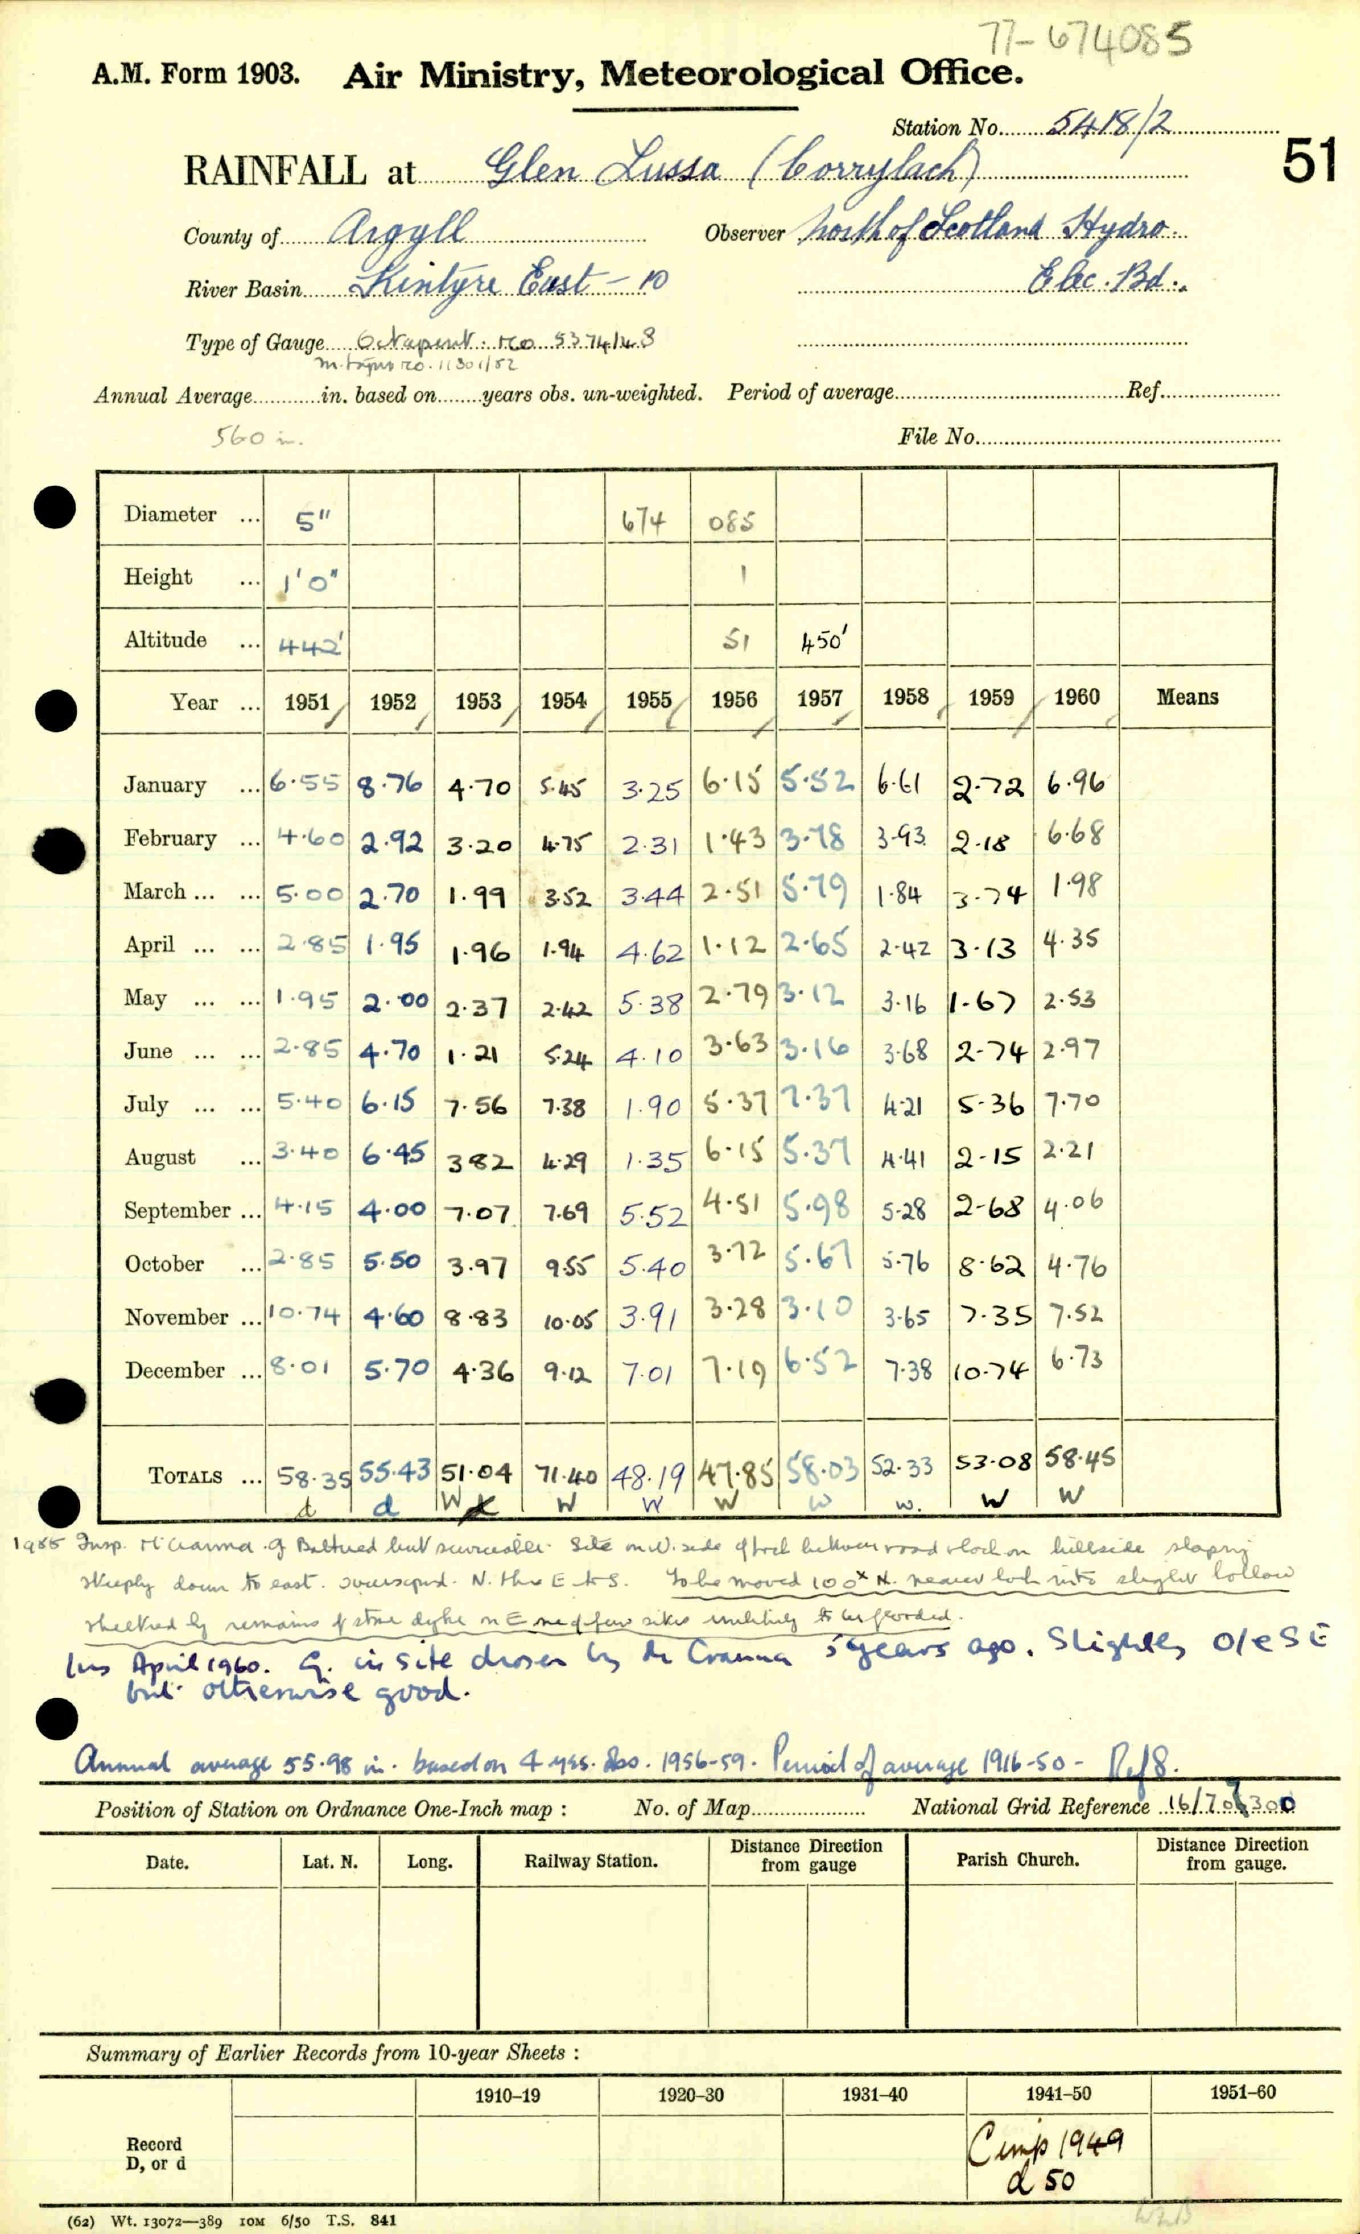 77-674085
A.M. Form 1903. Air Ministry, Meteorological Office.
Station No. 5418/2
RAINFALL at Glen Lussa (Corrylach)
51
County of Argyll Observer North of Scotland Hydro
River Basin Kintyre East - 10 Elec. Bd.
Type of Gauge Octapent. no 5374/48
no. 11301/52
Annual Average in. based on years obs. un-weighted. Period of average Ref.
560 in. File No.
Diameter ... 5" 674 085
Height ... 1'0" 1
Altitude ... 442' 51 450'
Year ... 1951 1952 1953 1954 1955 1956 1957 1958 1959 1960 Means
January ... 6.55 8.76 4.70 5.45 3.25 6.15 5.52 6.61 2.72 6.96
February ... 4.60 2.92 3.20 4.75 2.31 1.43 3.78 3.93 2.18 6.68
March ... ... 5.00 2.70 1.99 3.52 3.44 2.51 5.79 1.84 3.74 1.98
April ... ... 2.85 1.95 1.96 1.94 4.62 1.12 2.65 2.42 3.13 4.35
May ... ... 1.95 2.00 2.37 2.42 5.38 2.79 3.12 3.16 1.67 2.53
June ... ... 2.85 4.70 1.21 5.24 4.10 3.63 3.16 3.68 2.74 2.97
July ... ... 5.40 6.15 7.56 7.38 1.90 5.37 7.37 4.21 5.36 7.70
August ... 3.40 6.45 382 4.29 1.35 6.15 5.37 4.41 2.15 2.21
September ... 4.15 4.00 7.07 7.69 5.52 4.51 5.98 5.28 2.68 4.06
October ... 2.85 5.50 3.97 9.55 5.40 3.72 5.67 5.76 8.62 4.76
November ... 10.74 4.60 8.83 10.05 3.91 3.28 3.10 3.65 7.35 7.52
December ... 8.01 5.70 4.36 9.12 7.01 7.19 6.52 7.38 10.74 6.73
TOTALS ... 58.35 55.43 51.04 71.40 48.19 47.85 58.03 52.33 53.08 58.45
d d W W W W W w. W W
1955 Insp. McCranna. G Battered but serviceable. Site on W. side of loch between road & loch on hillside sloping
steeply down to east. N. thro E to S. To be moved 100x N. nearer loch into slight hollow
sheltered by remains of stone dyke on E one of few sites to be flooded.
Ins April 1960. G. in site chosen by Mr Cranna 5 years ago. Slightly O/e S E
but otherwise good.
Annual average 55.98 in. based on 4 yrs. obs. 1956-59. Period of average 1916-50 - Ref 8.
Position of Station on Ordnance One-Inch map : No. of Map National Grid Reference
Date. Lat. N. Long. Railway Station. Distance from Direction gauge Parish Church. Distance from Direction gauge.
Summary of Earlier Records from 10-year Sheets :
1910-19 1920-30 1931-40 1941-50 1951-60
Record
D, or d
1949
d 50
(62) Wt. 13072—389 10M 6/50 T.S. 841